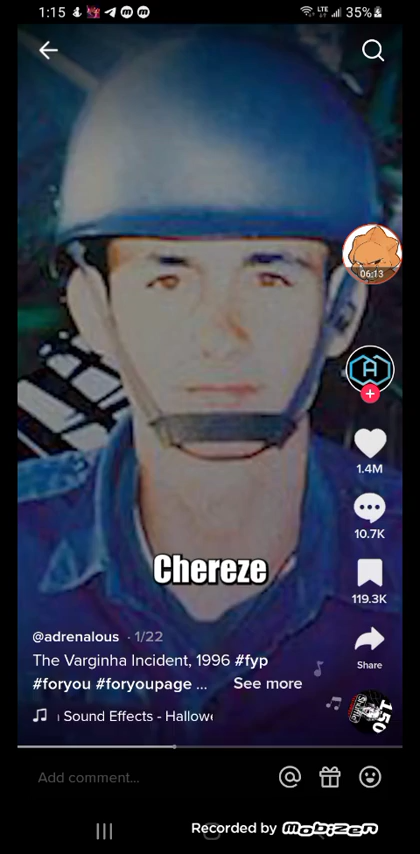 1:15
LTE
35%
06:13
1.4M
10.7K
Chereze
119.3K
@adrenalous · 1/22
The Varginha Incident, 1996 #fyp
#foryou #foryoupage ... See more
Share
Sound Effects - Hallow
150
Add comment...
Recorded by mobizen